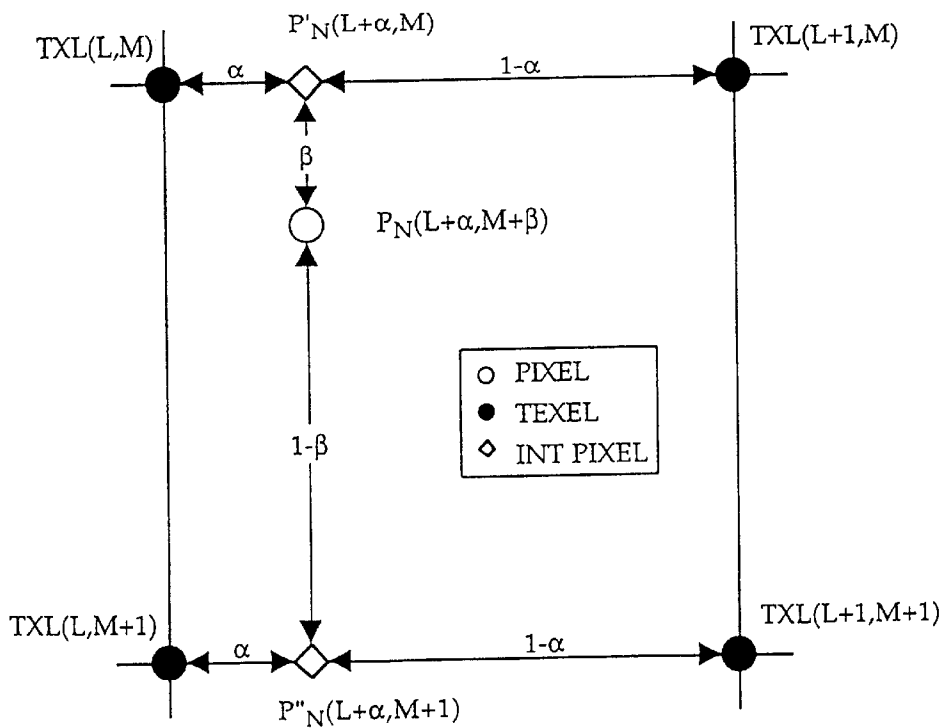 P'N(L+α,M)
TXL(L,M)
TXL(L+1,M)
α
1-α
β
PN(L+α,M+β)
PIXEL
TEXEL
INT PIXEL
1-β
TXL(L,M+1)
TXL(L+1,M+1)
α
1-α
P"N(L+α,M+1)